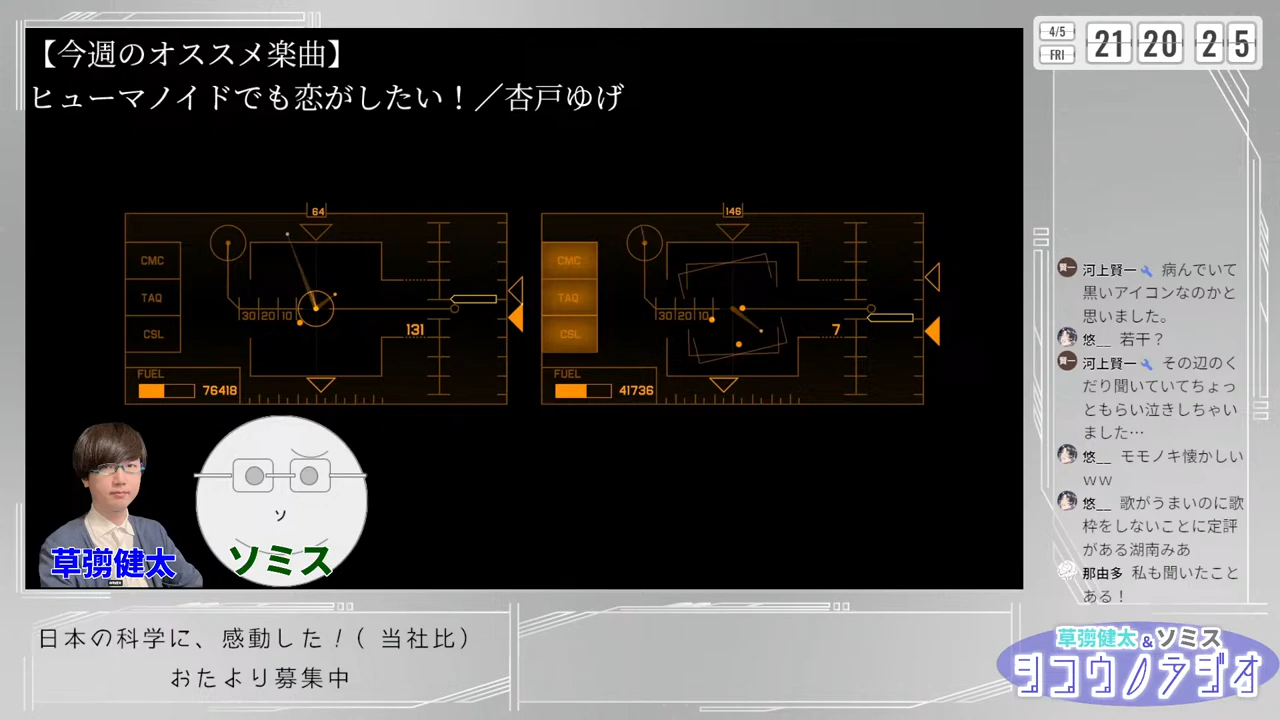 【今週のオススメ楽曲】
ヒューマノイドでも恋がしたい！／杏戸ゆげ
4/5
FRI
21 20 25
64
CMC
TAQ
CSL
30 20 10
131
FUEL
76418
146
CMC
TAQ
CSL
30 20 10
7
FUEL
41736
ソ
草彅健太
ソミス
賢一 河上賢一 病んでいて
黒いアイコンなのかと
思いました。
悠__ 若干？
賢一 河上賢一 その辺のく
だり聞いていてちょっ
ともらい泣きしちゃい
ました…
悠__ モモノキ懐かしい
ｗｗ
悠__ 歌がうまいのに歌
枠をしないことに定評
がある湖南みあ
那由多 私も聞いたこと
ある！
日本の科学に、感動した！（当社比）
おたより募集中
草彅健太&ソミス
シコウノラジオ